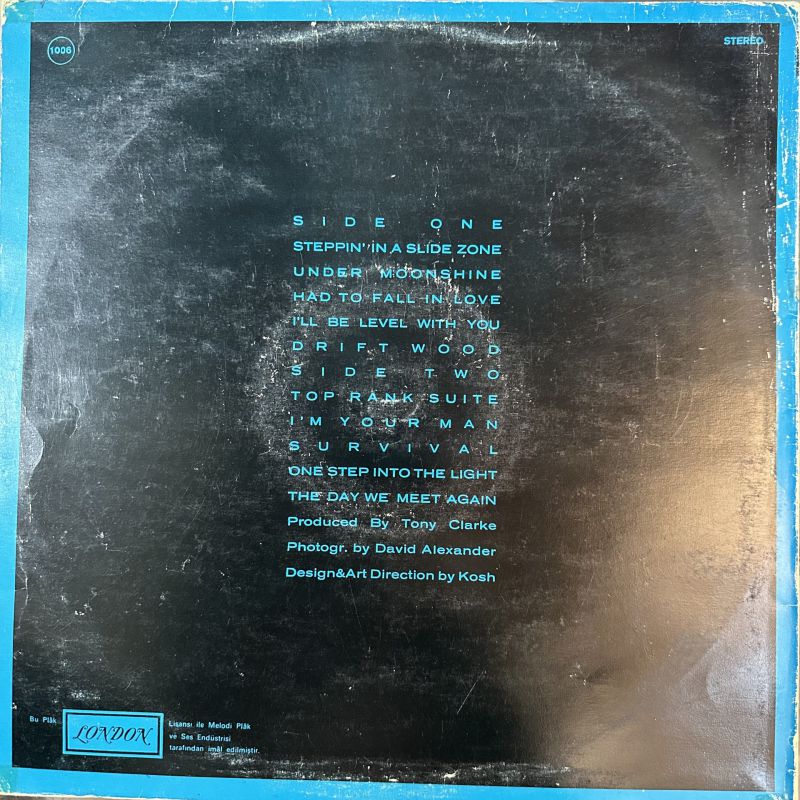 1006
STEREO
SIDE ONE
STEPPIN' IN A SLIDE ZONE
UNDER MOONSHINE
HAD TO FALL IN LOVE
I'LL BE LEVEL WITH YOU
DRIFT WOOD
SIDE TWO
TOP RANK SUITE
I'M YOUR MAN
SURVIVAL
ONE STEP INTO THE LIGHT
THE DAY WE MEET AGAIN
Produced By Tony Clarke
Photogr. by David Alexander
Design&Art Direction by Kosh
Bu Plâk
LONDON
Lisansı ile Melodi Plâk
ve Ses Endüstrisi
tarafından imâl edilmiştir.